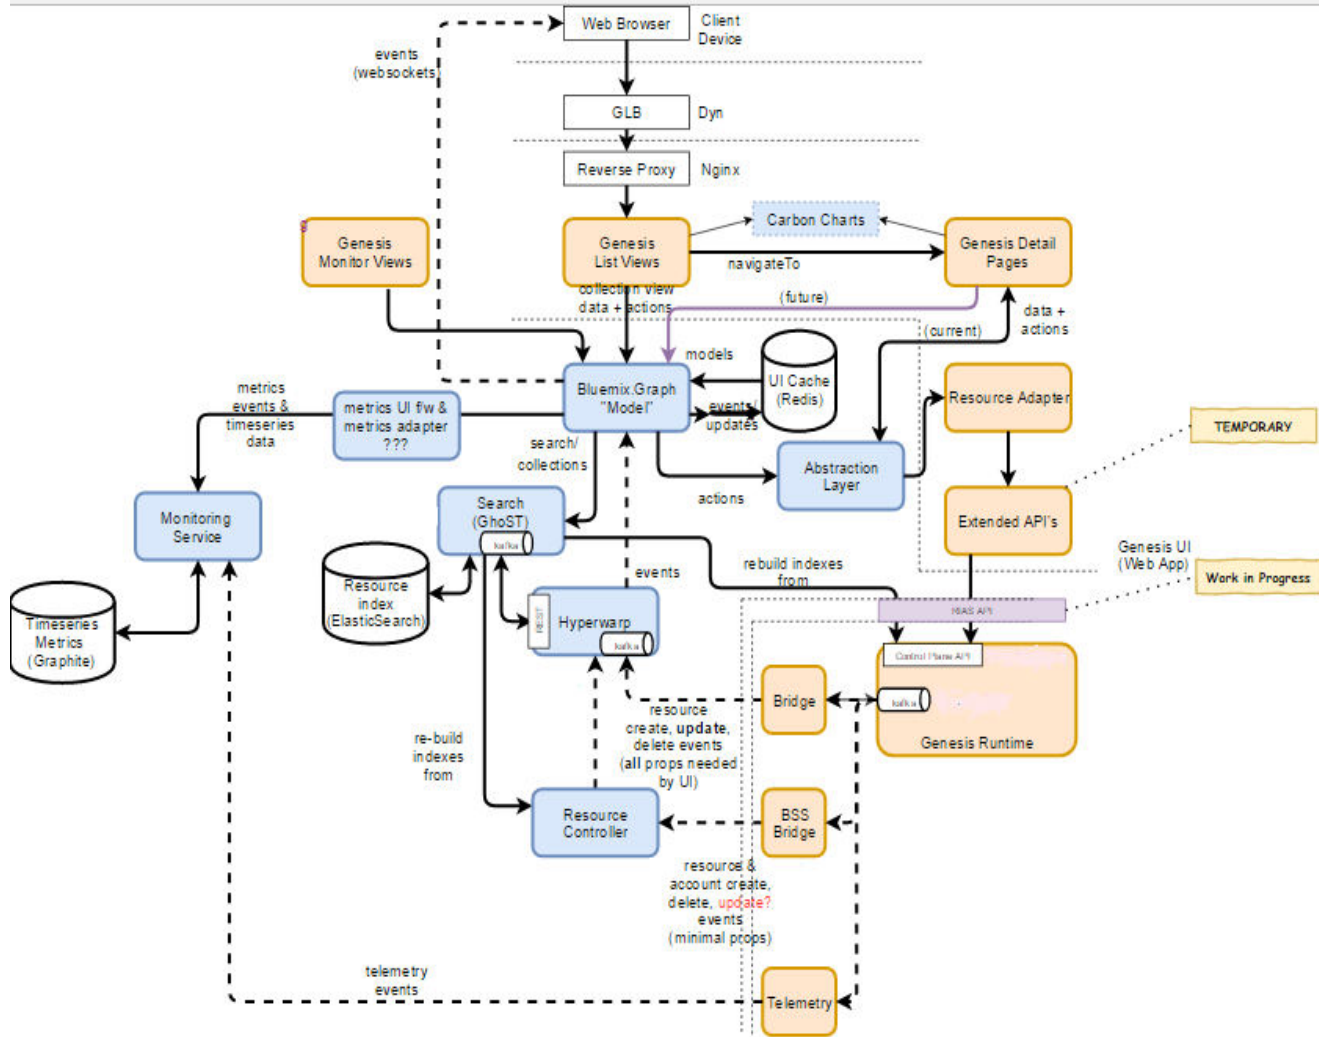 Web Browser
Client
Device
events
(websockets)
GLB
Dyn
Reverse Proxy
Nginx
Carbon Charts
Genesis
Monitor Views
Genesis
List Views
Genesis Detail
Pages
navigateTo
collection view
data + actions
(future)
data +
actions
(current)
models
UI Cache
(Redis)
Bluemix.Graph
"Model"
events/
updates
metrics
events &
timeseries
data
metrics UI f/w &
metrics adapter
???
Resource Adapter
TEMPORARY
search/
collections
Abstraction
Layer
actions
Search
(GhoST)
kafka
Monitoring
Service
Extended API's
Genesis UI
(Web App)
Work in Progress
rebuild indexes
from
events
Resource
index
(ElasticSearch)
REST
Hyperwarp
kafka
RIAS API
Timeseries
Metrics
(Graphite)
Control Plane API
Bridge
kafka
Genesis Runtime
resource
create, update,
delete events
(all props needed
by UI)
re-build
indexes
from
Resource
Controller
BSS
Bridge
resource &
account create,
delete, update?
events
(minimal props)
telemetry
events
Telemetry